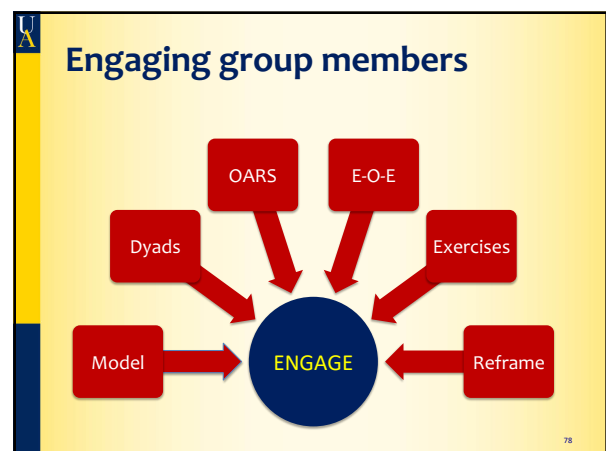 UA
Engaging group members
OARS
E-O-E
Dyads
Exercises
Model
ENGAGE
Reframe
78